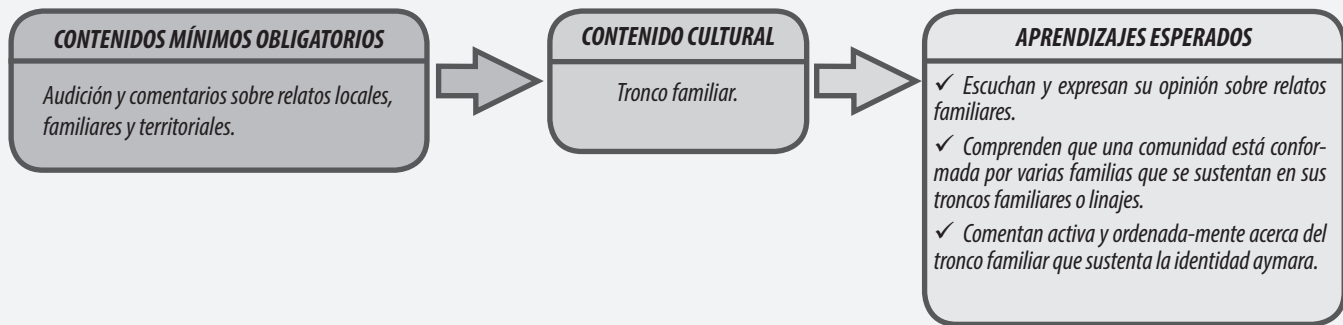 CONTENIDOS MÍNIMOS OBLIGATORIOS
Audición y comentarios sobre relatos locales,
familiares y territoriales.
CONTENIDO CULTURAL
Tronco familiar.
APRENDIZAJES ESPERADOS
✓ Escuchan y expresan su opinión sobre relatos
familiares.
✓ Comprenden que una comunidad está confor-
mada por varias familias que se sustentan en sus
troncos familiares o linajes.
✓ Comentan activa y ordenada-mente acerca del
tronco familiar que sustenta la identidad aymara.